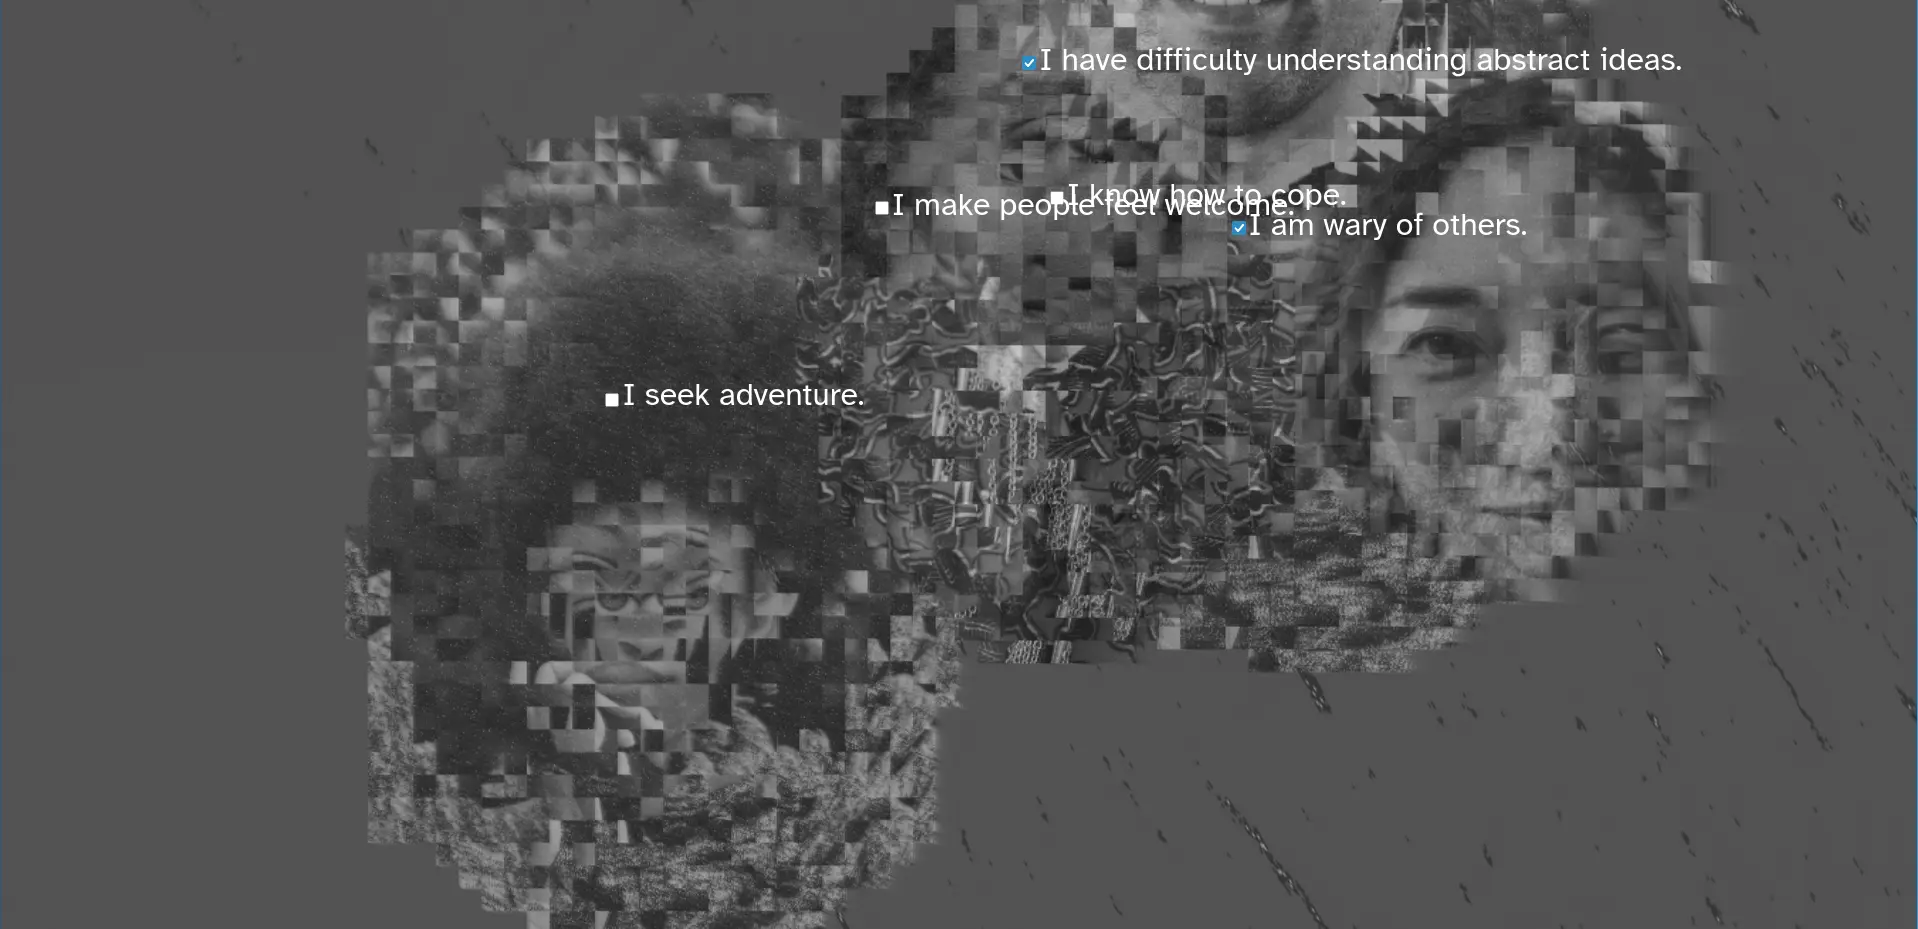 I have difficulty understanding abstract ideas.
I know how to cope.
I make people feel welcome.
I am wary of others.
I seek adventure.